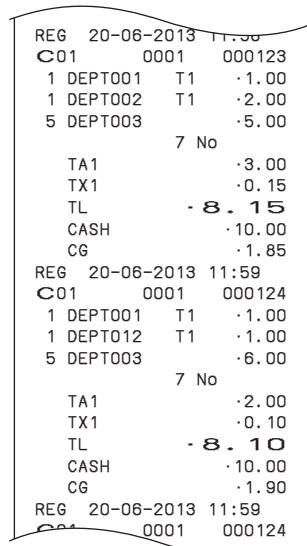 REG 20-06-2013 11:58
C01 0001 000123
1 DEPT001 T1 ·1.00
1 DEPT002 T1 ·2.00
5 DEPT003 ·5.00
7 No
TA1 ·3.00
TX1 ·0.15
TL ·8.15
CASH ·10.00
CG ·1.85
REG 20-06-2013 11:59
C01 0001 000124
1 DEPT001 T1 ·1.00
1 DEPT012 T1 ·1.00
5 DEPT003 ·6.00
7 No
TA1 ·2.00
TX1 ·0.10
TL ·8.10
CASH ·10.00
CG ·1.90
REG 20-06-2013 11:59
C01 0001 000124